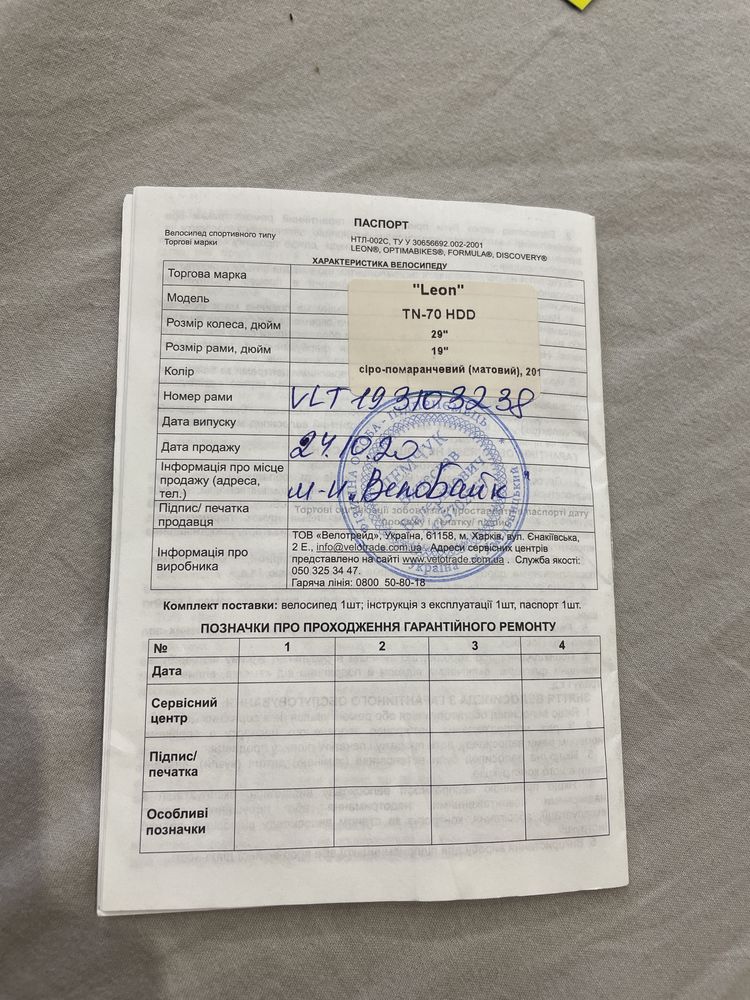 ПАСПОРТ
Велосипед спортивного типу НТЛ-002С, ТУ У 30656692.002-2001
Торгові марки LEON®, OPTIMABIKES®, FORMULA®, DISCOVERY®
ХАРАКТЕРИСТИКА ВЕЛОСИПЕДУ
Торгова марка "Leon"
Модель TN-70 HDD
Розмір колеса, дюйм 29"
Розмір рами, дюйм 19"
Колір сіро-помаранчевий (матовий), 201
Номер рами VLT193103238
Дата випуску
Дата продажу 24.10.20
Інформація про місце
продажу (адреса, м-н „ВелоБайк"
тел.)
Підпис/ печатка
продавця
Інформація про
виробника
ТОВ «Велотрейд», Україна, 61158, м. Харків, вул. Єнакіївська,
2 Е., info@velotrade.com.ua . Адреси сервісних центрів
представлено на сайті www.velotrade.com.ua . Служба якості:
050 325 34 47.
Гаряча лінія: 0800 50-80-18
Комплект поставки: велосипед 1шт; інструкція з експлуатації 1шт, паспорт 1шт.
ПОЗНАЧКИ ПРО ПРОХОДЖЕННЯ ГАРАНТІЙНОГО РЕМОНТУ
№ 1 2 3 4
Дата
Сервісний
центр
Підпис/
печатка
Особливі
позначки